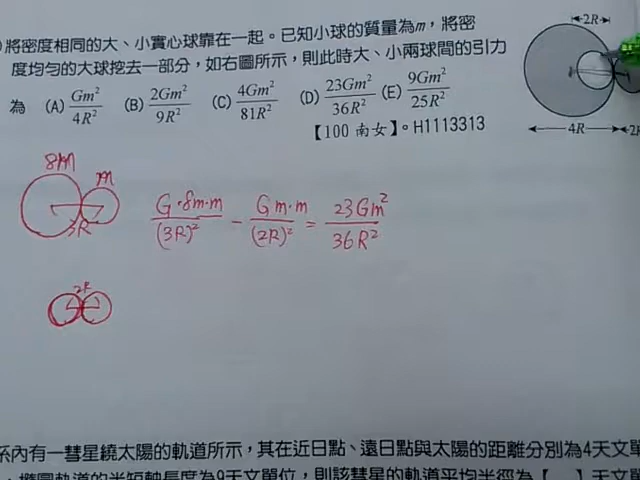 將密度相同的大、小實心球靠在一起。已知小球的質量為m，將密
度均勻的大球挖去一部分，如右圖所示，則此時大、小兩球間的引力
為 (A) Gm²/4R² (B) 2Gm²/9R² (C) 4Gm²/81R² (D) 23Gm²/36R² (E) 9Gm²/25R²
【100 南女】。H1113313
2R
4R
2R
8m
m
3R
G·8m·m/(3R)² − Gm·m/(2R)² = 23Gm²/36R²
2R
系內有一彗星繞太陽的軌道所示，其在近日點、遠日點與太陽的距離分別為4天文單
，橢圓軌道的半短軸長度為9天文單位，則該彗星的軌道平均半徑為【 】天文單